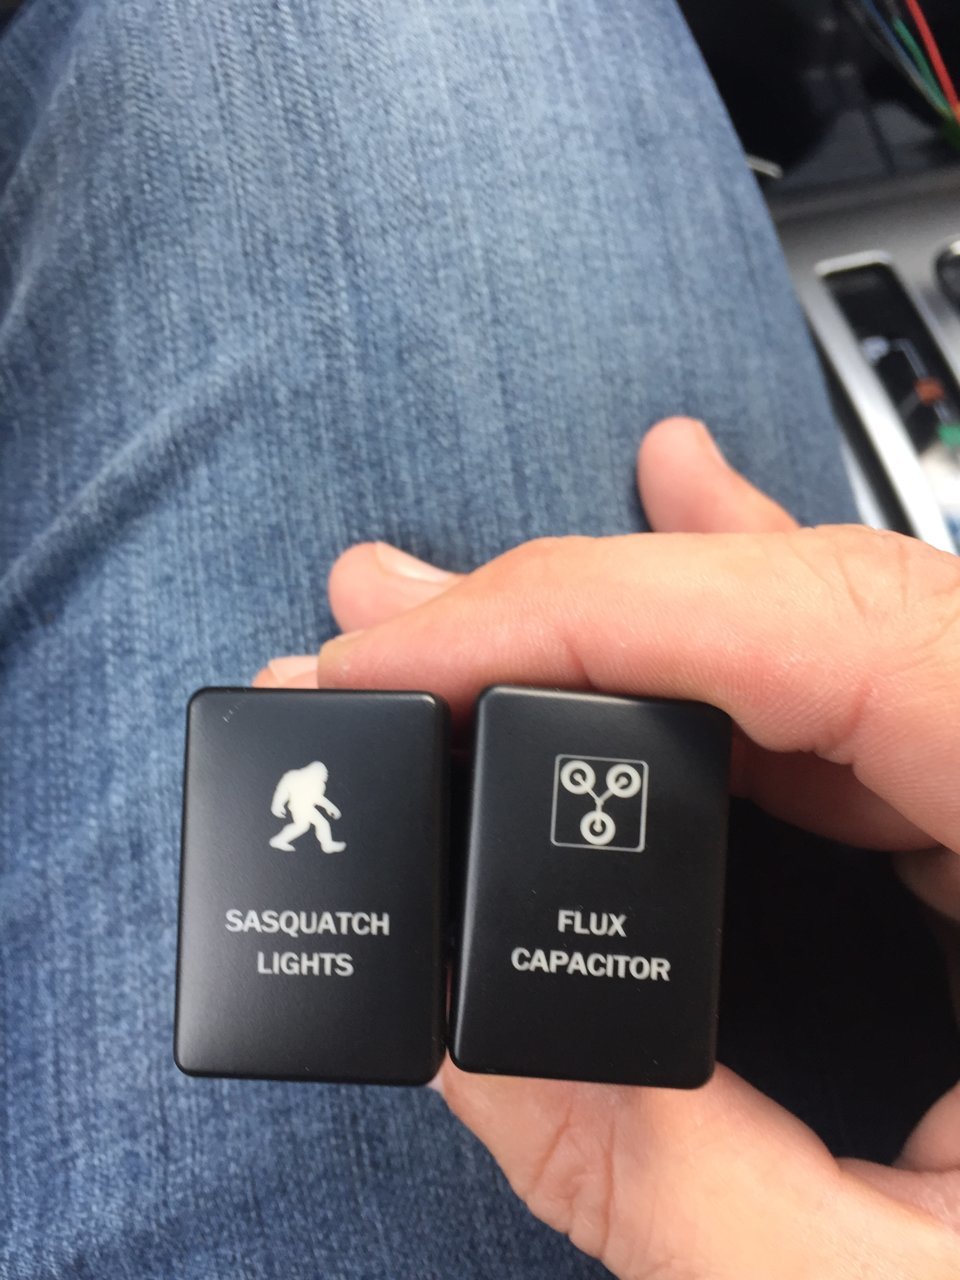 SASQUATCH
LIGHTS
FLUX
CAPACITOR